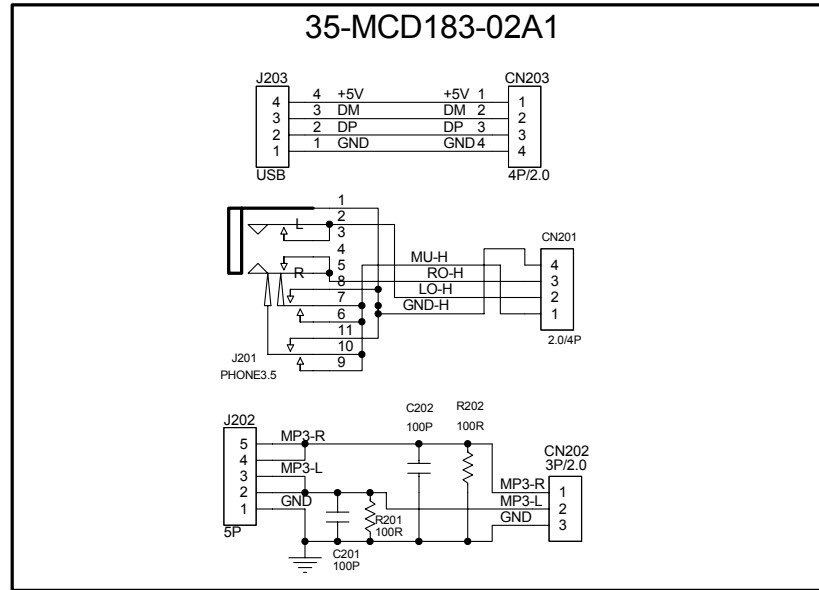 35-MCD183-02A1
J203 CN203
4 4 +5V +5V 1 1
3 3 DM DM 2 2
2 2 DP DP 3 3
1 1 GND GND 4 4
USB 4P/2.0
1
2
L
3
4
5
R
8
7
6
11
10
9
J201
PHONE3.5
CN201
MU-H 4
RO-H 3
LO-H 2
GND-H 1
2.0/4P
J202
5 MP3-R
4
3 MP3-L
2
1 GND
5P
C202 R202
100P 100R
R201
100R
C201
100P
CN202
3P/2.0
MP3-R 1
MP3-L 2
GND 3